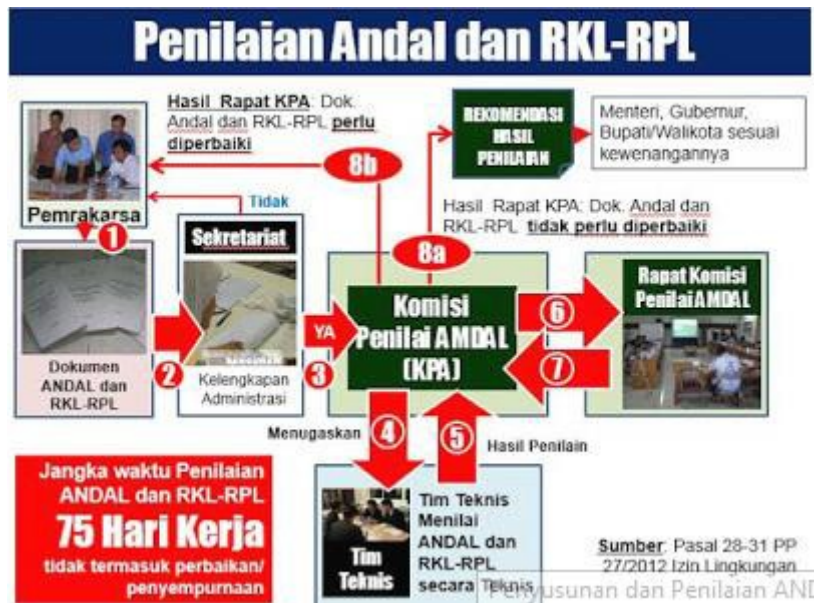 Penilaian Andal dan RKL-RPL
Hasil Rapat KPA: Dok.
Andal dan RKL-RPL perlu
diperbaiki
REKOMENDASI
HASIL
PENILAIAN
Menteri, Gubernur,
Bupati/Walikota sesuai
kewenangannya
8b
Pemrakarsa
Tidak
Hasil Rapat KPA: Dok. Andal dan
RKL-RPL tidak perlu diperbaiki
1
Sekretariat
8a
Rapat Komisi
Penilai AMDAL
Komisi
Penilai AMDAL
(KPA)
YA
6
7
Dokumen
ANDAL dan
RKL-RPL
2
Kelengkapan
Administrasi
3
Menugaskan
4
5
Hasil Penilain
Jangka waktu Penilaian
ANDAL dan RKL-RPL
75 Hari Kerja
tidak termasuk perbaikan/
penyempurnaan
Tim
Teknis
Tim Teknis
Menilai
ANDAL dan
RKL-RPL
secara Teknis
Sumber: Pasal 28-31 PP
27/2012 Izin Lingkungan
Penyusunan dan Penilaian AND